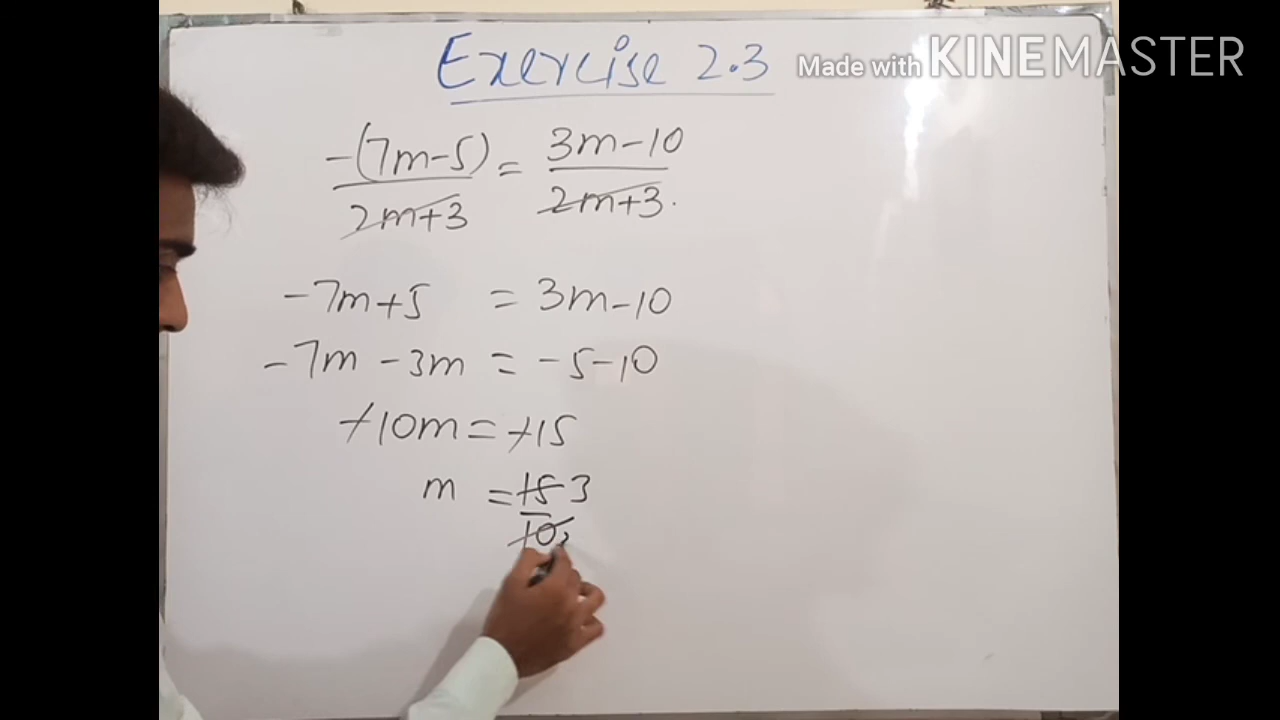 Exercise 2.3
Made with KINEMASTER
-(7m-5)/2m+3 = 3m-10/2m+3.
-7m+5 = 3m-10
-7m -3m = -5-10
-10m = -15
m = 15 3/10 2